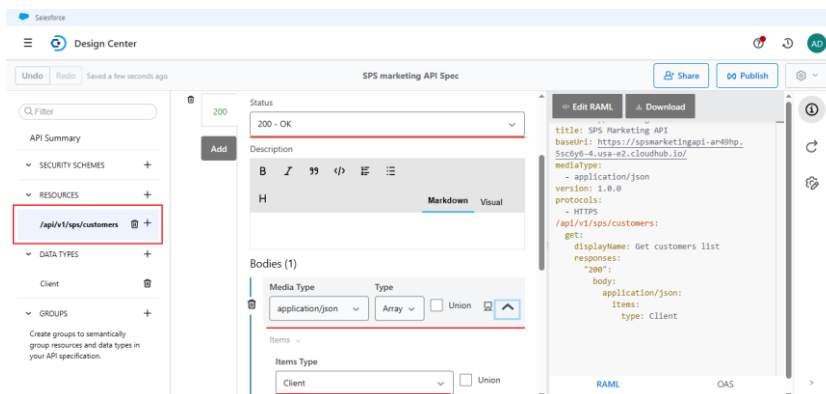 Salesforce
Design Center
AD
Undo Redo Saved a few seconds ago
SPS marketing API Spec
Share
Publish
Filter
API Summary
SECURITY SCHEMES
RESOURCES
/api/v1/sps/customers
DATA TYPES
Client
GROUPS
Create groups to semantically
group resources and data types in
your API specification.
200
Add
Status
200 - OK
Description
B I 99 </>
H
Markdown Visual
Bodies (1)
Media Type Type
application/json Array Union
Items
Items Type
Client Union
</> Edit RAML Download
title: SPS Marketing API
baseUri: https://spsmarketingapi-ar49hp.
5sc6y6-4.usa-e2.cloudhub.io/
mediaType:
- application/json
version: 1.0.0
protocols:
- HTTPS
/api/v1/sps/customers:
get:
displayName: Get customers list
responses:
"200":
body:
application/json:
items:
type: Client
RAML OAS